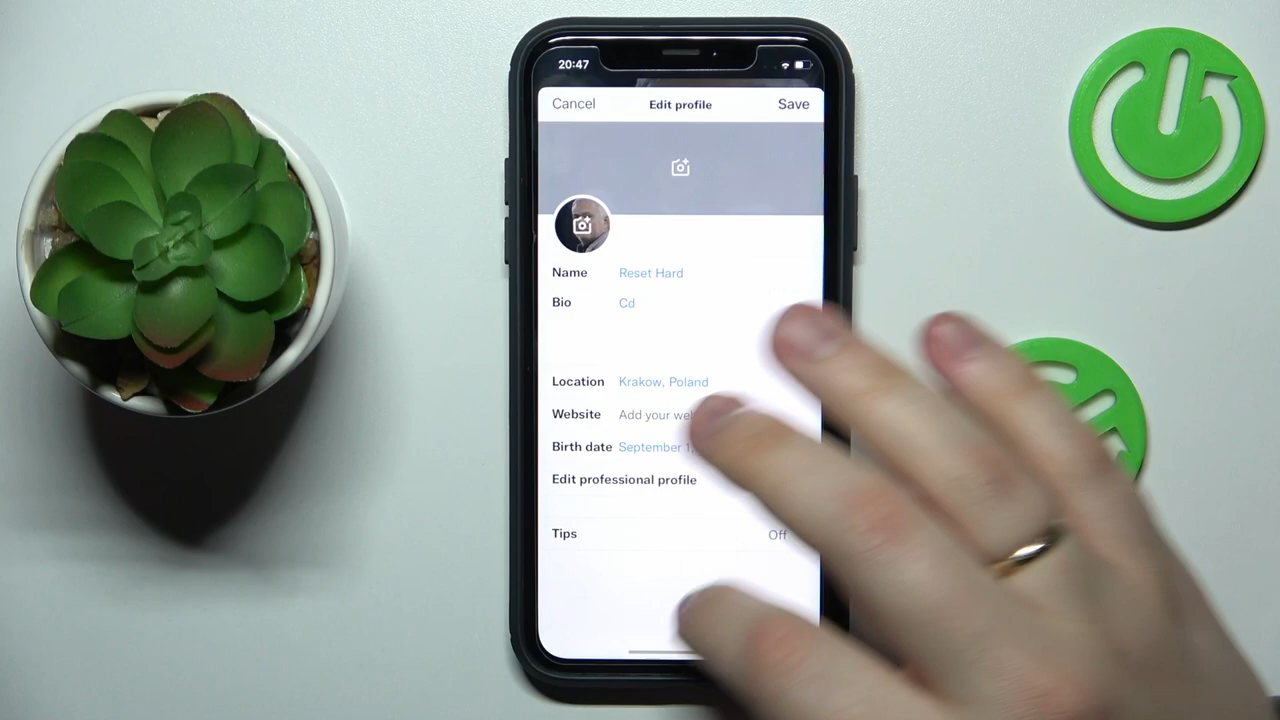 20:47
Cancel Edit profile Save
Name Reset Hard
Bio Cd
Location Krakow, Poland
Website Add your
Birth date September 1,
Edit professional profile
Tips Off